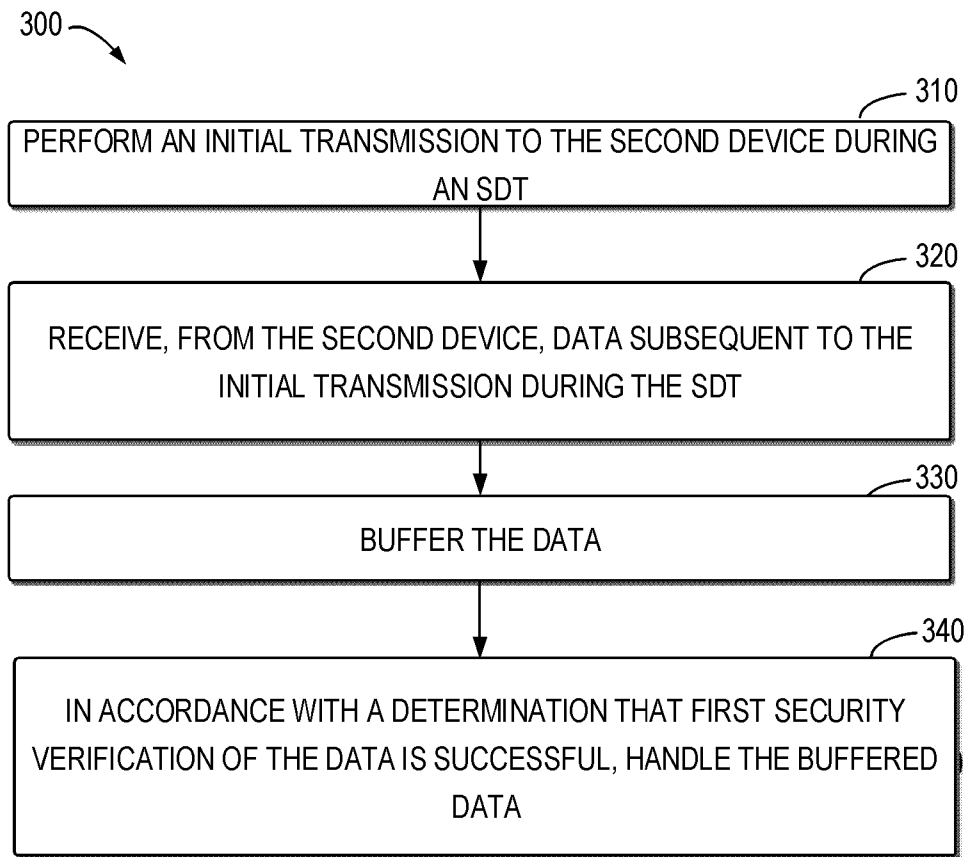 300
310
PERFORM AN INITIAL TRANSMISSION TO THE SECOND DEVICE DURING
AN SDT
320
RECEIVE, FROM THE SECOND DEVICE, DATA SUBSEQUENT TO THE
INITIAL TRANSMISSION DURING THE SDT
330
BUFFER THE DATA
340
IN ACCORDANCE WITH A DETERMINATION THAT FIRST SECURITY
VERIFICATION OF THE DATA IS SUCCESSFUL, HANDLE THE BUFFERED
DATA